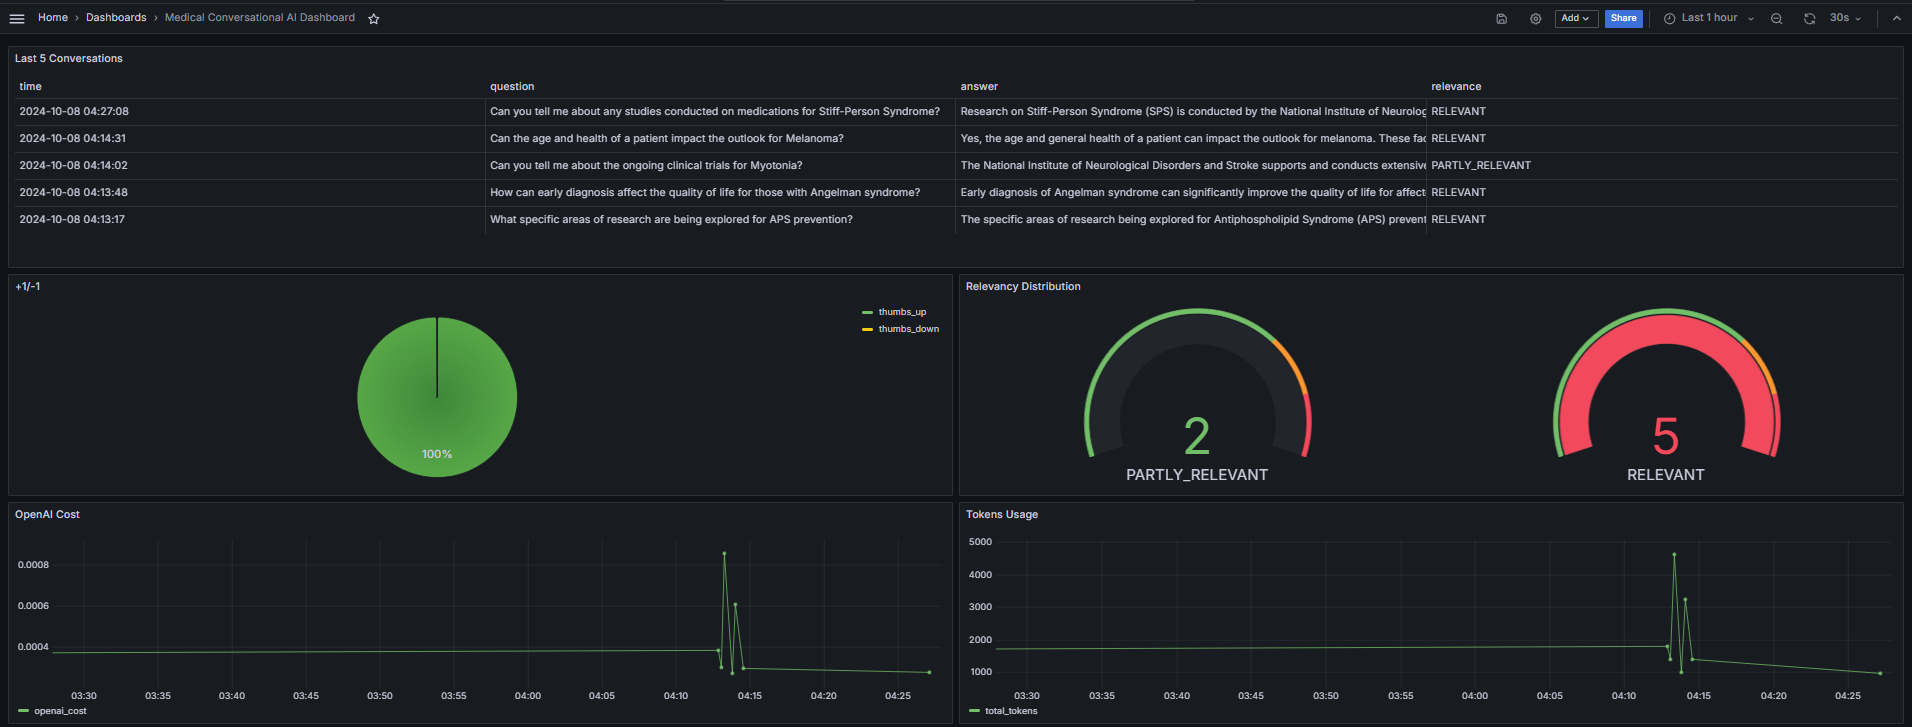 Home › Dashboards › Medical Conversational AI Dashboard
Add
Share
Last 1 hour
30s
Last 5 Conversations
time question answer relevance
2024-10-08 04:27:08 Can you tell me about any studies conducted on medications for Stiff-Person Syndrome? Research on Stiff-Person Syndrome (SPS) is conducted by the National Institute of Neurolog RELEVANT
2024-10-08 04:14:31 Can the age and health of a patient impact the outlook for Melanoma? Yes, the age and general health of a patient can impact the outlook for melanoma. These fac RELEVANT
2024-10-08 04:14:02 Can you tell me about the ongoing clinical trials for Myotonia? The National Institute of Neurological Disorders and Stroke supports and conducts extensive PARTLY_RELEVANT
2024-10-08 04:13:48 How can early diagnosis affect the quality of life for those with Angelman syndrome? Early diagnosis of Angelman syndrome can significantly improve the quality of life for affect RELEVANT
2024-10-08 04:13:17 What specific areas of research are being explored for APS prevention? The specific areas of research being explored for Antiphospholipid Syndrome (APS) prevent RELEVANT
+1/-1
thumbs_up
thumbs_down
100%
Relevancy Distribution
2
PARTLY_RELEVANT
5
RELEVANT
OpenAI Cost
0.0008
0.0006
0.0004
03:30 03:35 03:40 03:45 03:50 03:55 04:00 04:05 04:10 04:15 04:20 04:25
openai_cost
Tokens Usage
5000
4000
3000
2000
1000
03:30 03:35 03:40 03:45 03:50 03:55 04:00 04:05 04:10 04:15 04:20 04:25
total_tokens